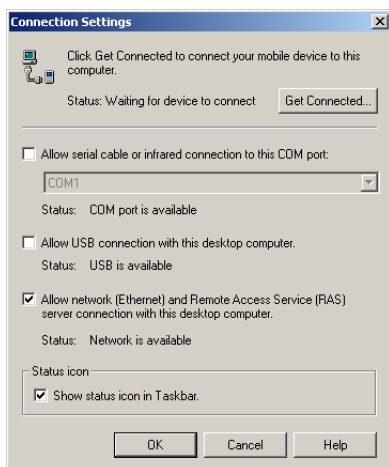 Connection Settings
Click Get Connected to connect your mobile device to this
computer.
Status: Waiting for device to connect
Get Connected...
Allow serial cable or infrared connection to this COM port:
COM1
Status: COM port is available
Allow USB connection with this desktop computer.
Status: USB is available
Allow network (Ethernet) and Remote Access Service (RAS)
server connection with this desktop computer.
Status: Network is available
Status icon
Show status icon in Taskbar.
OK
Cancel
Help